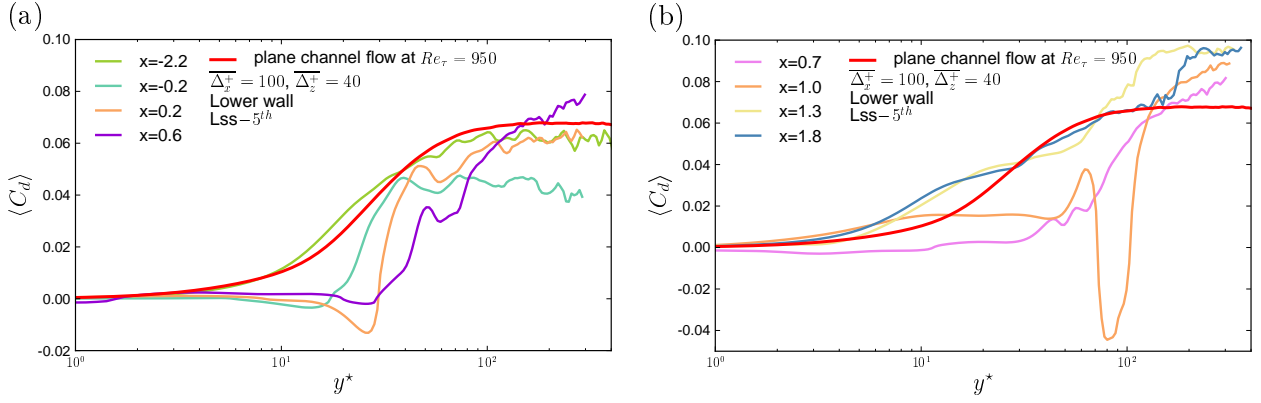 (a)
0.10
0.08
0.06
0.04
0.02
0.00
-0.02
⟨C_d⟩
x=-2.2
x=-0.2
x=0.2
x=0.6
plane channel flow at Re_τ = 950
\overline{Δ_x^+} = 100, \overline{Δ_z^+} = 40
Lower wall
Lss−5^{th}
10^0
10^1
10^2
y^⋆
(b)
0.10
0.08
0.06
0.04
0.02
0.00
-0.02
-0.04
⟨C_d⟩
x=0.7
x=1.0
x=1.3
x=1.8
plane channel flow at Re_τ = 950
\overline{Δ_x^+} = 100, \overline{Δ_z^+} = 40
Lower wall
Lss−5^{th}
10^0
10^1
10^2
y^⋆